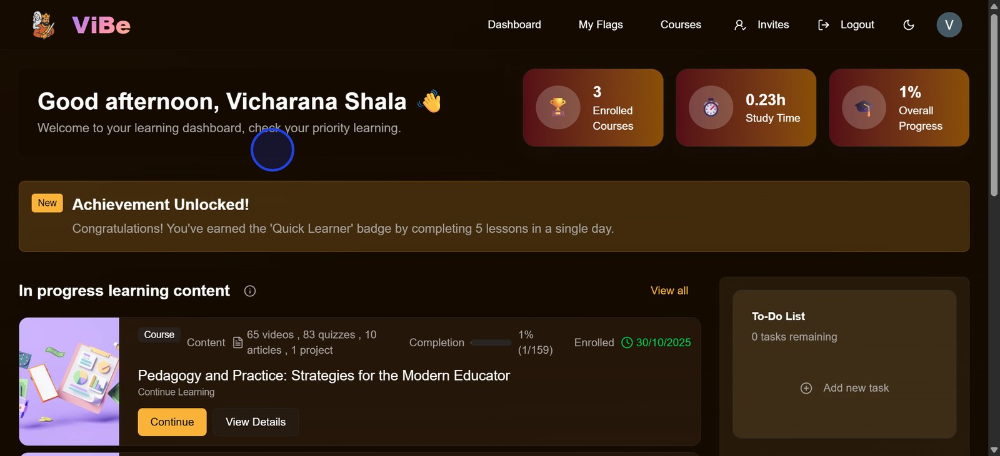 ViBe
Dashboard
My Flags
Courses
Invites
Logout
V
Good afternoon, Vicharana Shala
Welcome to your learning dashboard, check your priority learning.
3
Enrolled
Courses
0.23h
Study Time
1%
Overall
Progress
New
Achievement Unlocked!
Congratulations! You've earned the 'Quick Learner' badge by completing 5 lessons in a single day.
In progress learning content
View all
Course
Content
65 videos , 83 quizzes , 10
articles , 1 project
Completion
1%
(1/159)
Enrolled
30/10/2025
Pedagogy and Practice: Strategies for the Modern Educator
Continue Learning
Continue
View Details
To-Do List
0 tasks remaining
Add new task